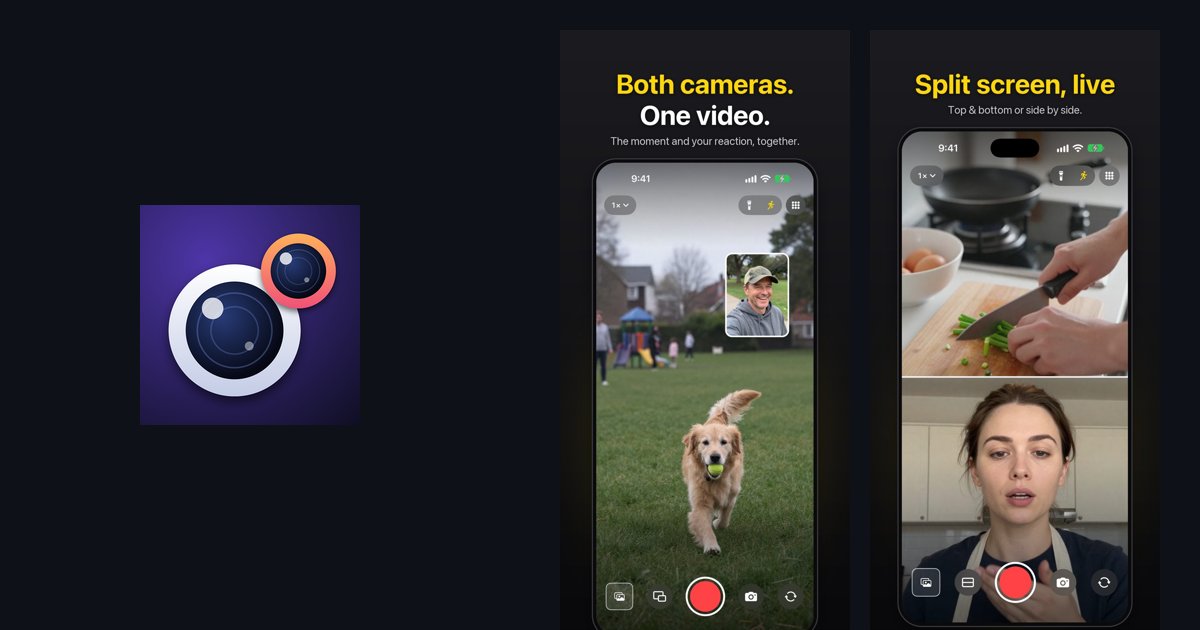 Both cameras.
One video.
The moment and your reaction, together.
9:41
1×
Split screen, live
Top & bottom or side by side.
9:41
1×